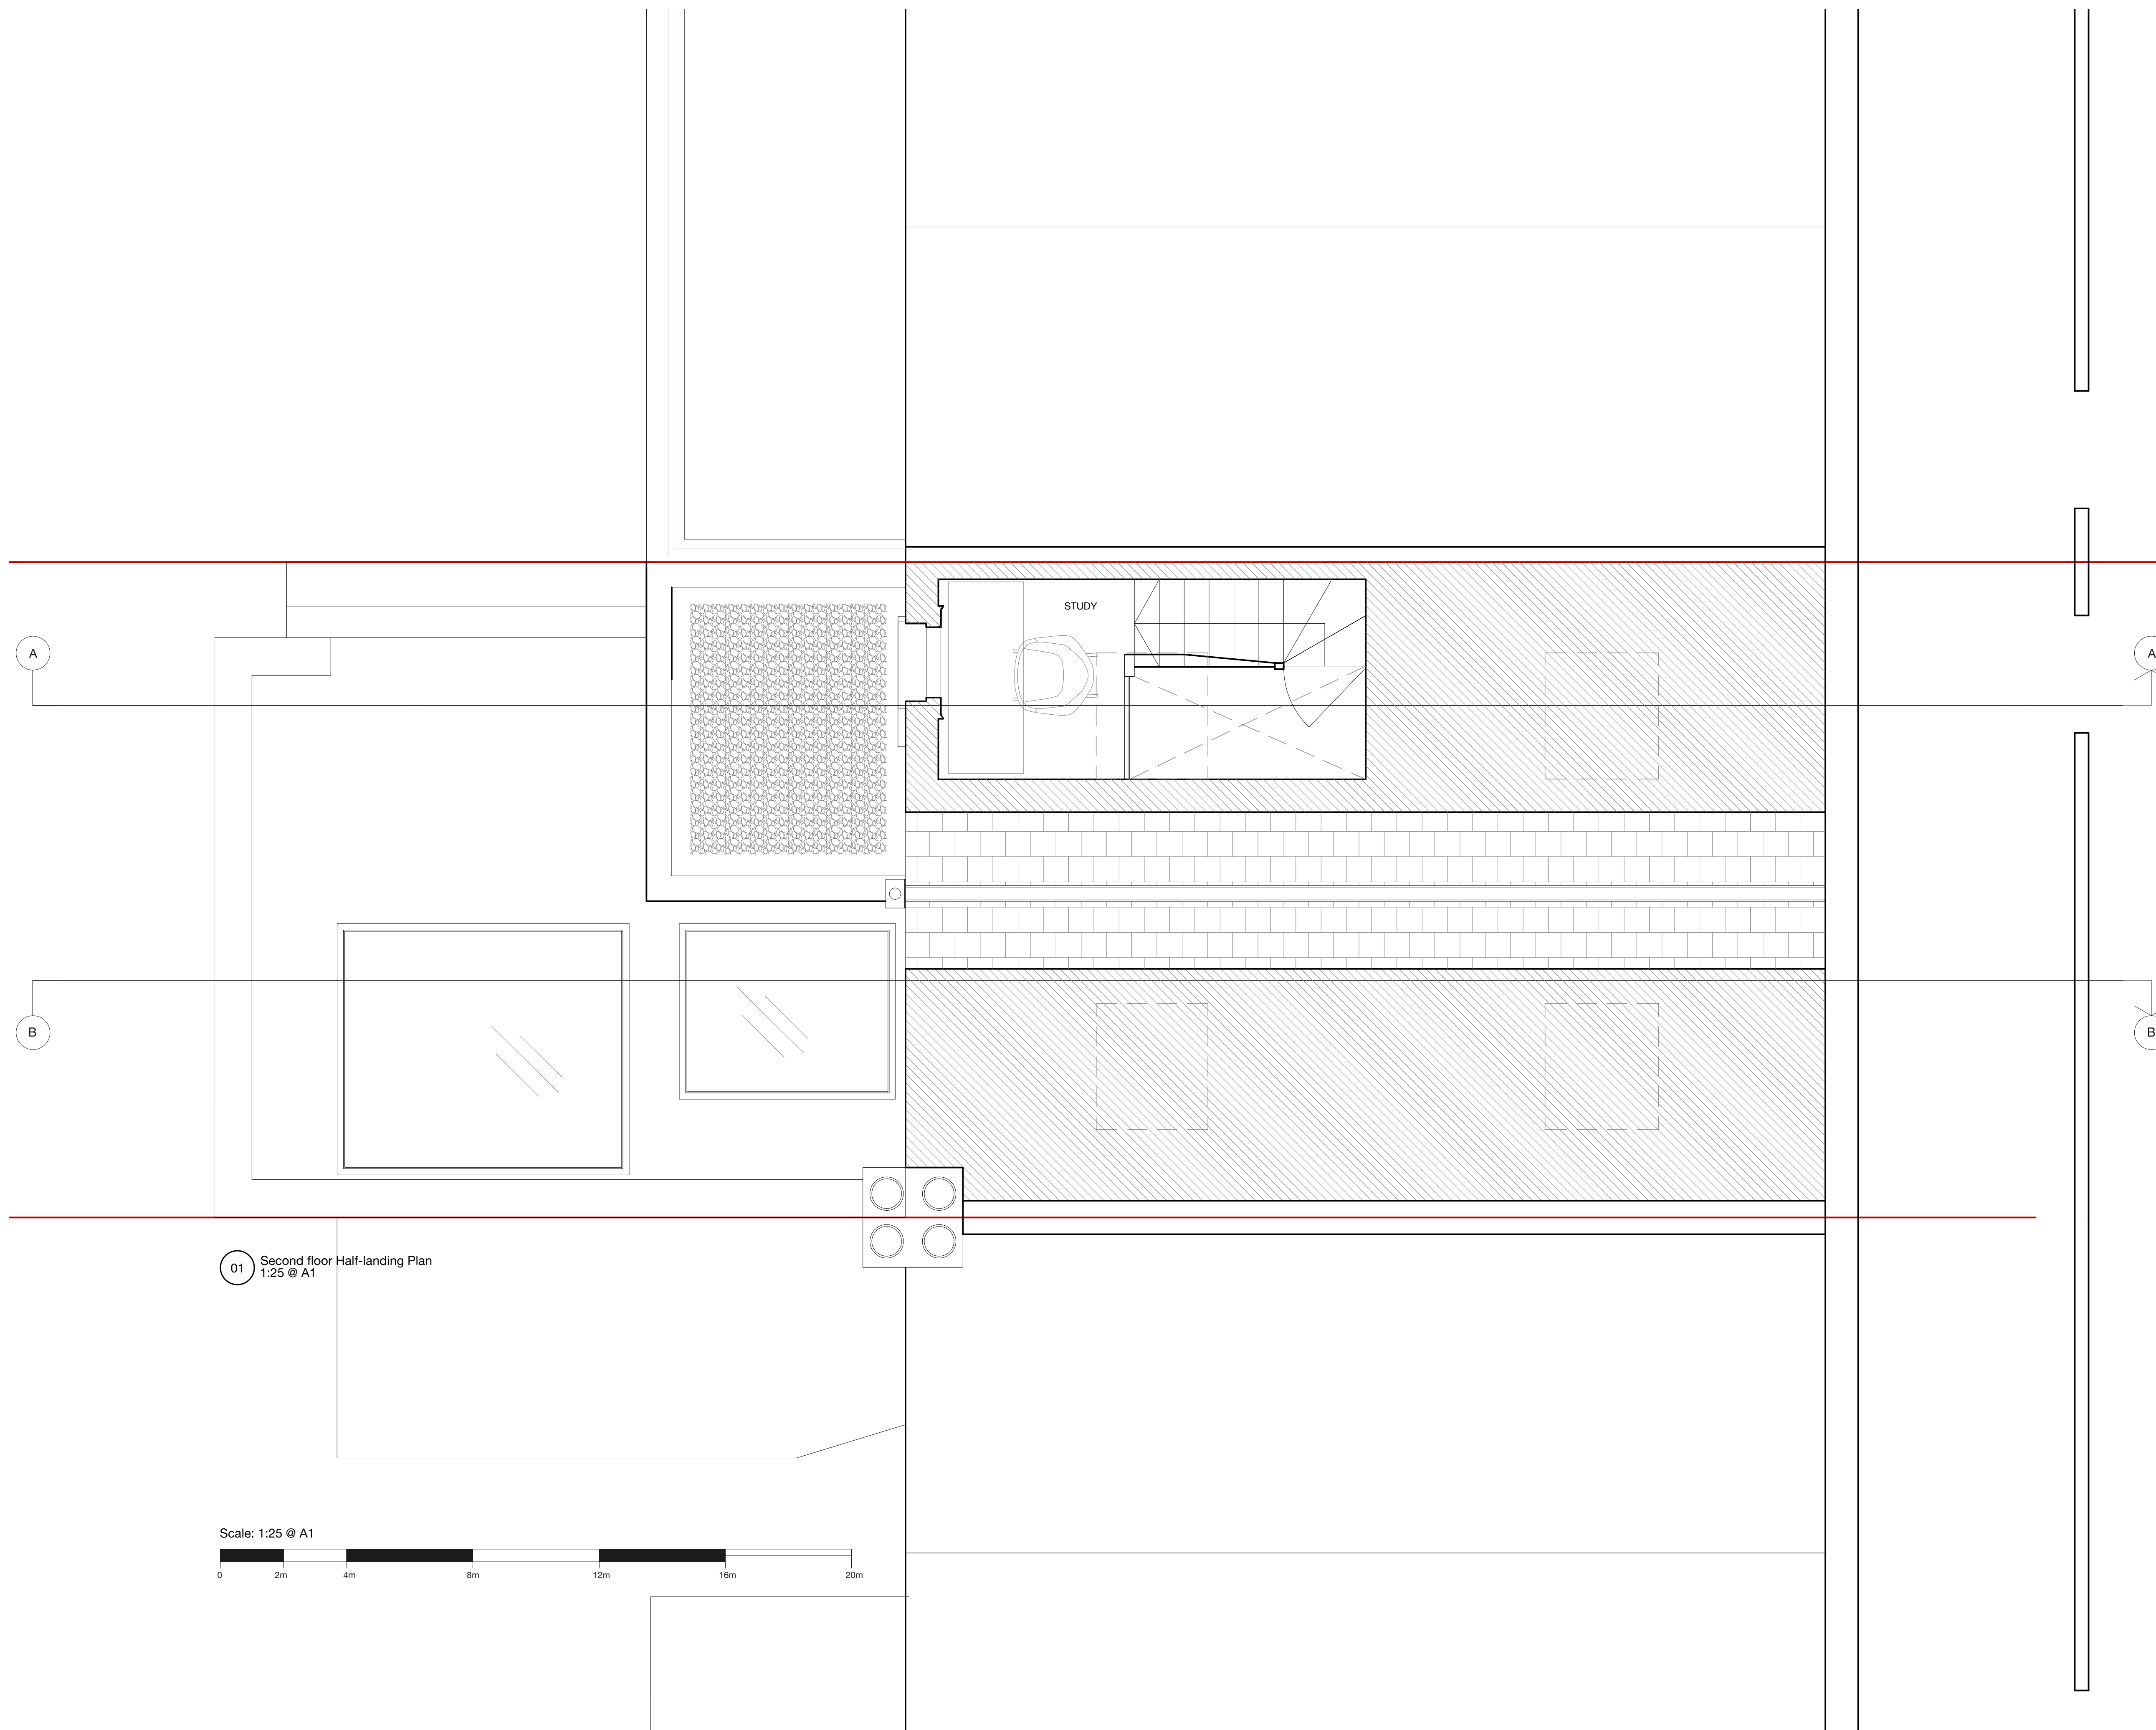 STUDY
A
A
B
B
01
Second floor Half-landing Plan
1:25 @ A1
Scale: 1:25 @ A1
0 2m 4m 8m 12m 16m 20m